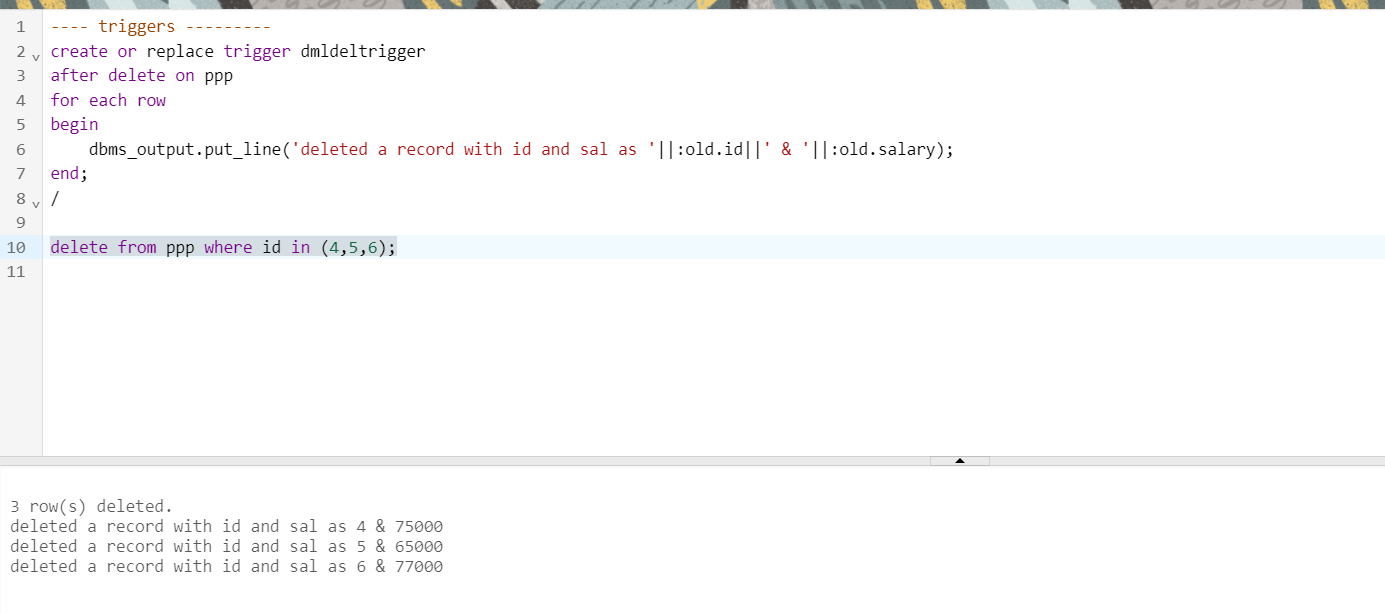 1 ---- triggers ---------
2 create or replace trigger dmldeltrigger
3 after delete on ppp
4 for each row
5 begin
6 dbms_output.put_line('deleted a record with id and sal as '||:old.id||' & '||:old.salary);
7 end;
8 /
9
10 delete from ppp where id in (4,5,6);
11
3 row(s) deleted.
deleted a record with id and sal as 4 & 75000
deleted a record with id and sal as 5 & 65000
deleted a record with id and sal as 6 & 77000